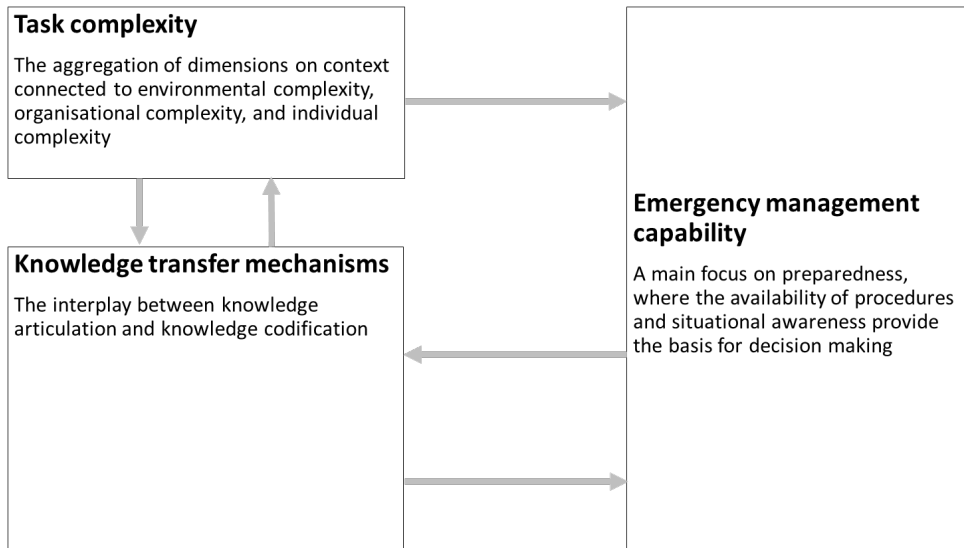 Task complexity
The aggregation of dimensions on context
connected to environmental complexity,
organisational complexity, and individual
complexity
Knowledge transfer mechanisms
The interplay between knowledge
articulation and knowledge codification
Emergency management
capability
A main focus on preparedness,
where the availability of procedures
and situational awareness provide
the basis for decision making